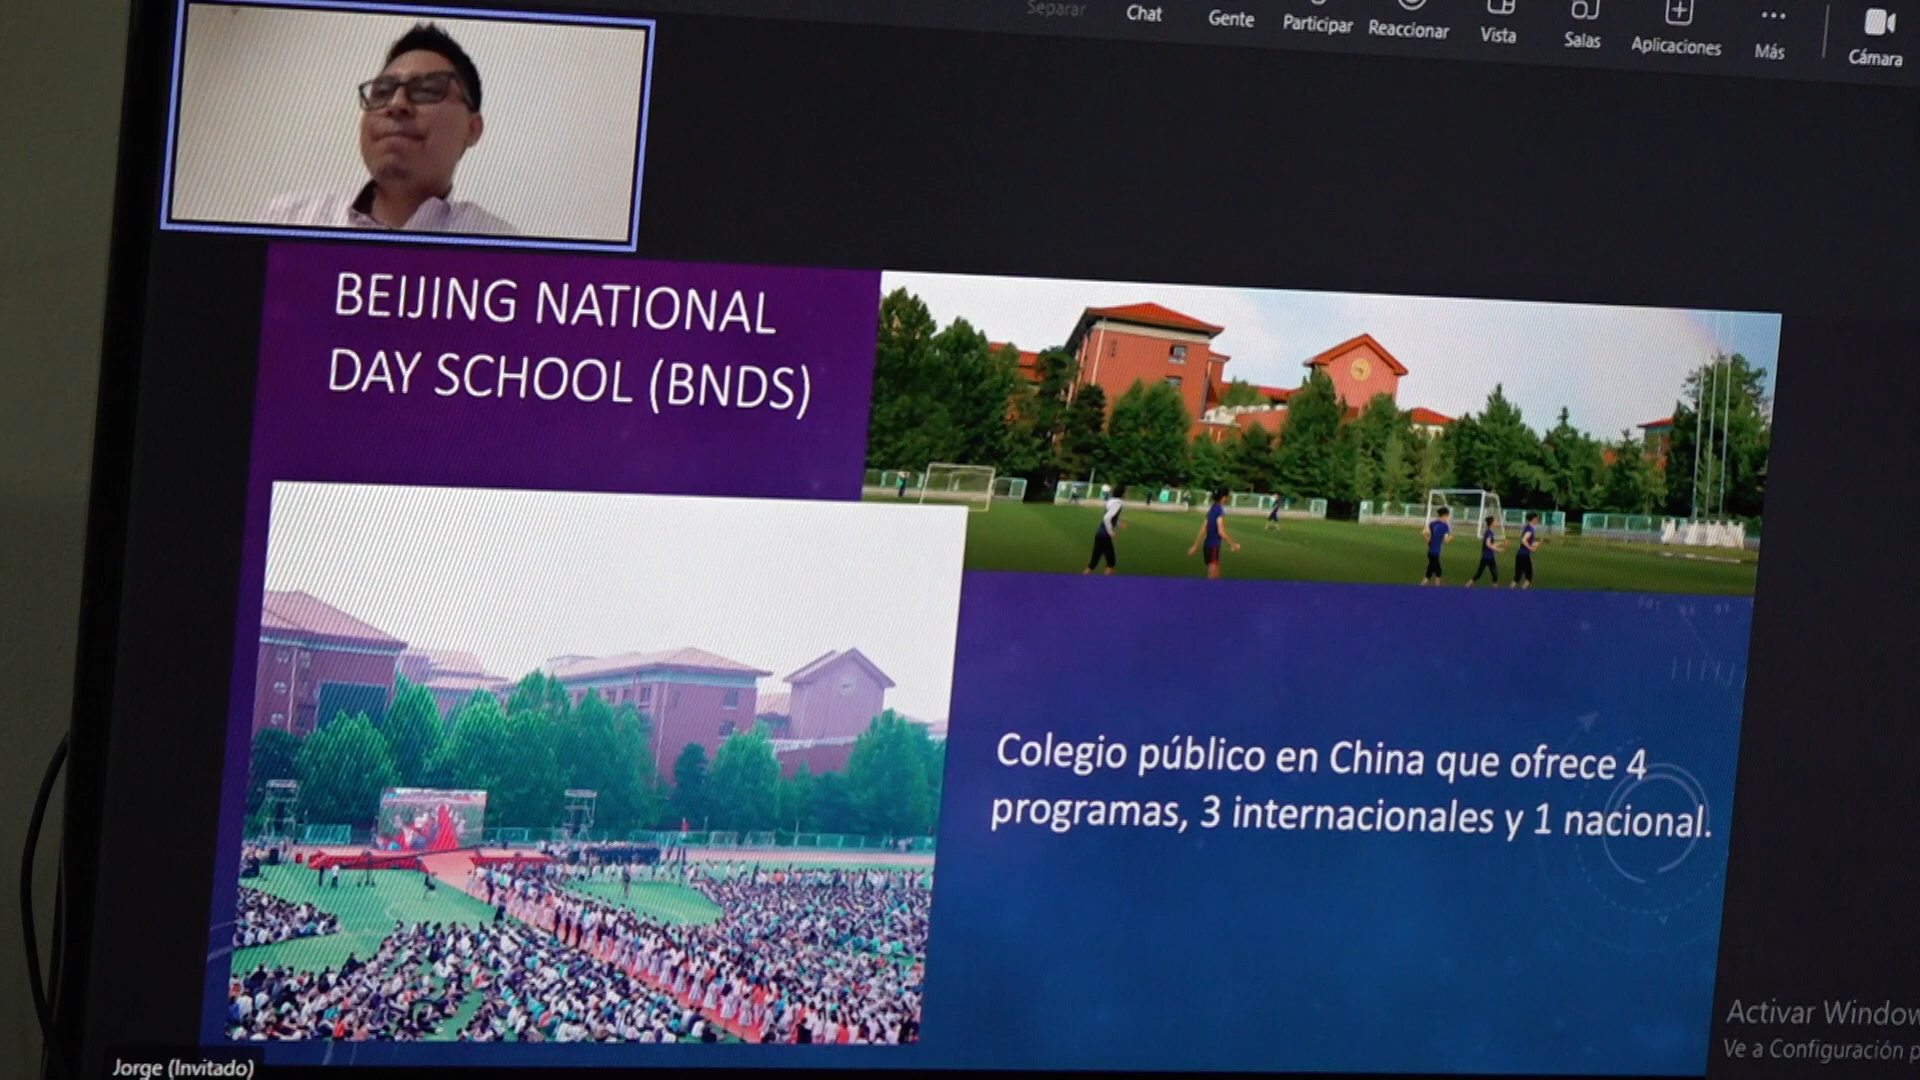 Separar
Chat
Gente
Participar
Reaccionar
Vista
Salas
Aplicaciones
Más
Cámara
BEIJING NATIONAL
DAY SCHOOL (BNDS)
Colegio público en China que ofrece 4
programas, 3 internacionales y 1 nacional.
Activar Window
Ve a Configuración p
Jorge (Invitado)